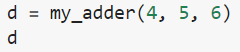 d = my_adder(4, 5, 6)
d